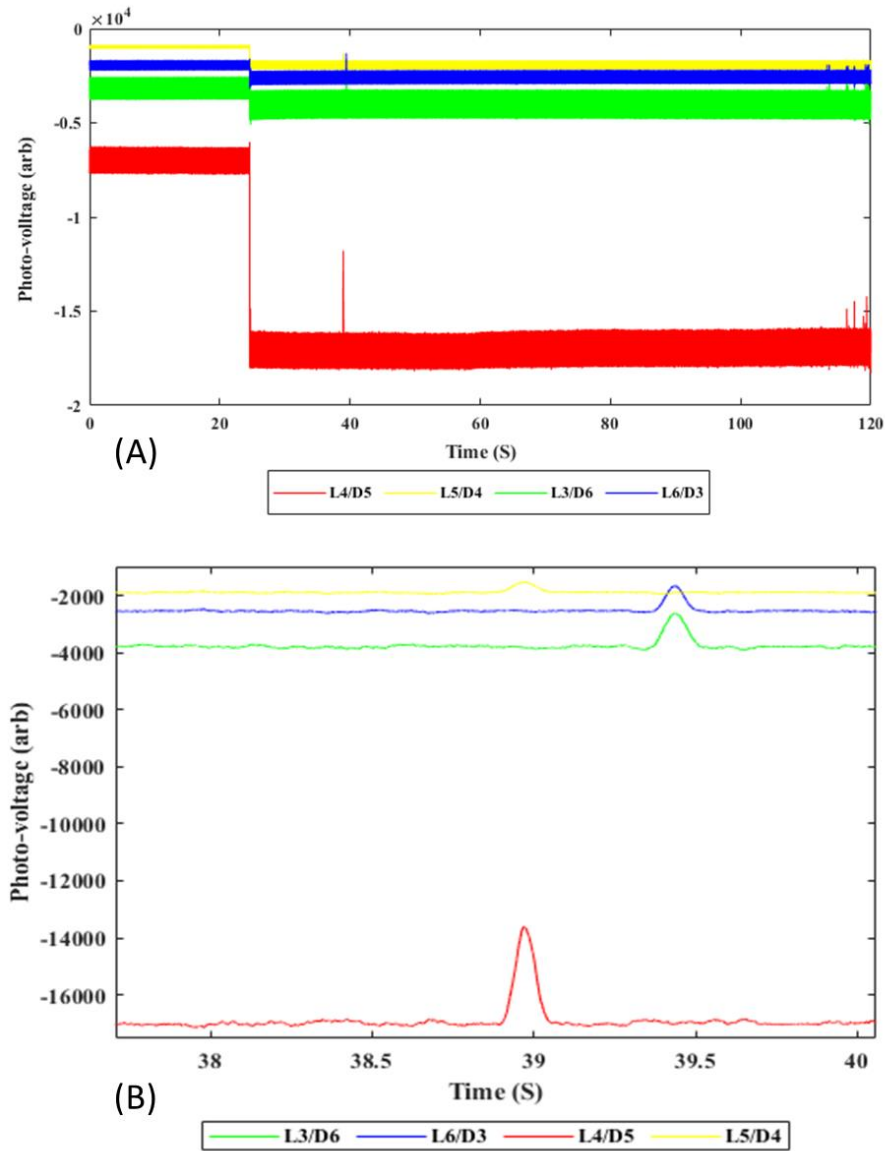 ×10⁴
0
-0.5
-1
-1.5
-2
Photo-volltage (arb)
0 20 40 60 80 100 120
Time (S)
(A)
L4/D5 L5/D4 L3/D6 L6/D3
-2000
-4000
-6000
-8000
-10000
-12000
-14000
-16000
Photo-voltage (arb)
38 38.5 39 39.5 40
Time (S)
(B)
L3/D6 L6/D3 L4/D5 L5/D4